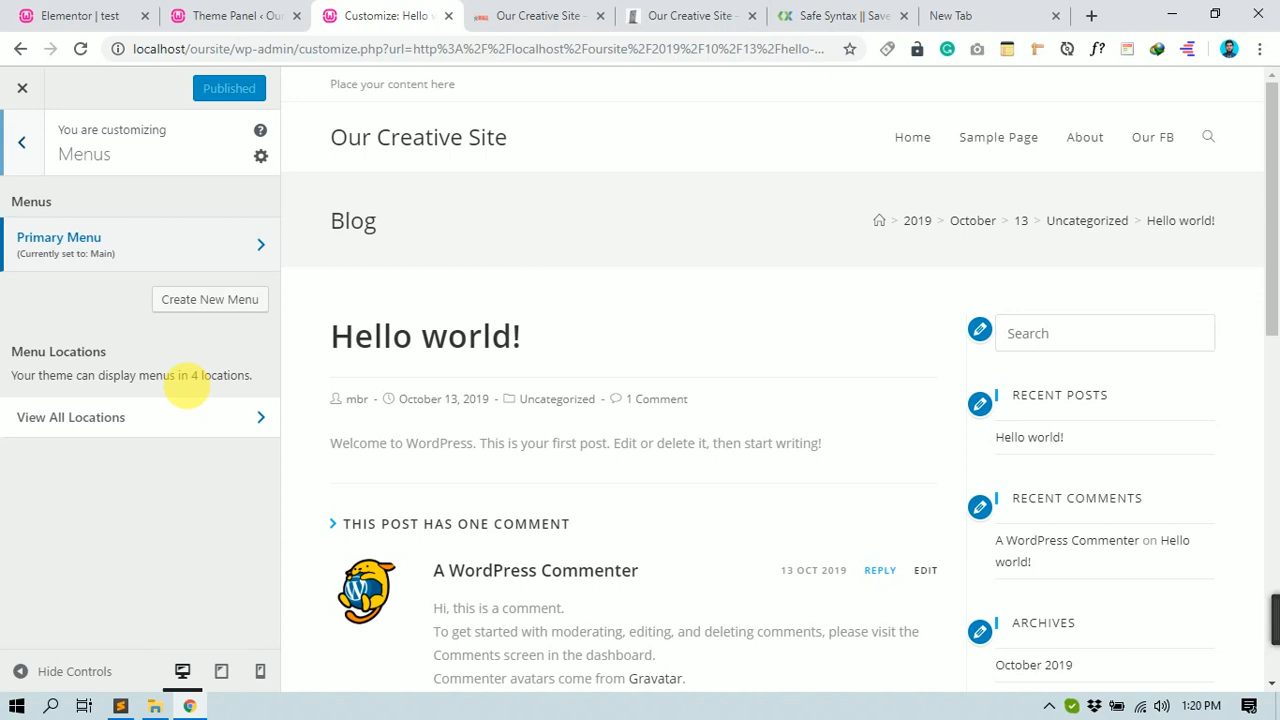 Elementor | test
Theme Panel ‹ Ou
Customize: Hello
Our Creative Site –
Our Creative Site –
Safe Syntax || Save
New Tab
localhost/oursite/wp-admin/customize.php?url=http%3A%2F%2Flocalhost%2Foursite%2F2019%2F10%2F13%2Fhello-...
Published
You are customizing
Menus
Menus
Primary Menu
(Currently set to: Main)
Create New Menu
Menu Locations
Your theme can display menus in 4 locations.
View All Locations
Hide Controls
Place your content here
Our Creative Site
Home
Sample Page
About
Our FB
Blog
> 2019 > October > 13 > Uncategorized > Hello world!
Hello world!
mbr - October 13, 2019 - Uncategorized - 1 Comment
Welcome to WordPress. This is your first post. Edit or delete it, then start writing!
THIS POST HAS ONE COMMENT
A WordPress Commenter
13 OCT 2019 REPLY EDIT
Hi, this is a comment.
To get started with moderating, editing, and deleting comments, please visit the
Comments screen in the dashboard.
Commenter avatars come from Gravatar.
Search
RECENT POSTS
Hello world!
RECENT COMMENTS
A WordPress Commenter on Hello
world!
ARCHIVES
October 2019
1:20 PM